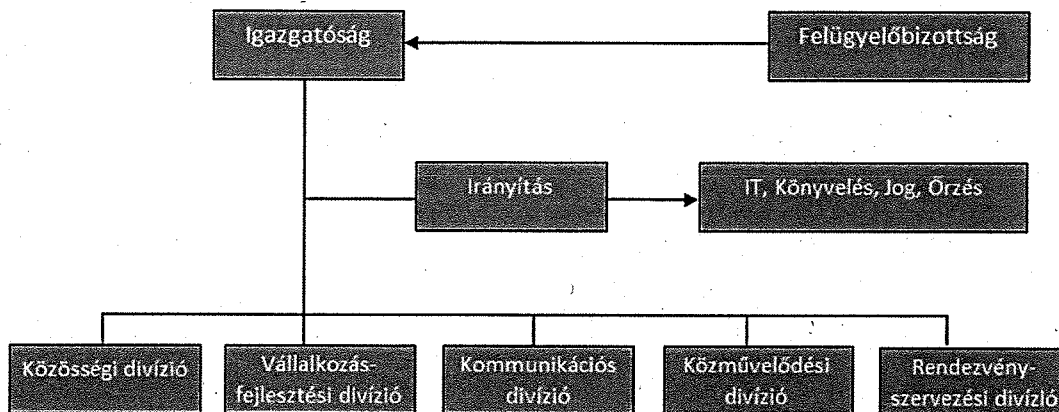 Igazgatóság
Felügyelőbizottság
Irányítás
IT, Könyvelés, Jog, Őrzés
Közösségi divízió
Vállalkozás-
fejlesztési divízió
Kommunikációs
divízió
Közművelődési
divízió
Rendezvény-
szervezési divízió